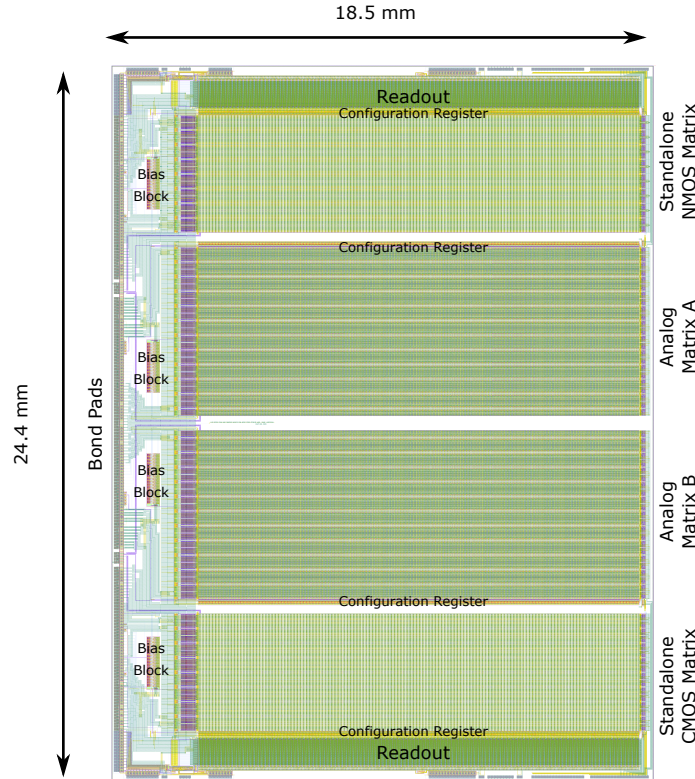 18.5 mm
Readout
Configuration Register
Bias
Block
Standalone
NMOS Matrix
Configuration Register
Bias
Block
Analog
Matrix A
24.4 mm
Bond Pads
Bias
Block
Analog
Matrix B
Configuration Register
Bias
Block
Standalone
CMOS Matrix
Configuration Register
Readout